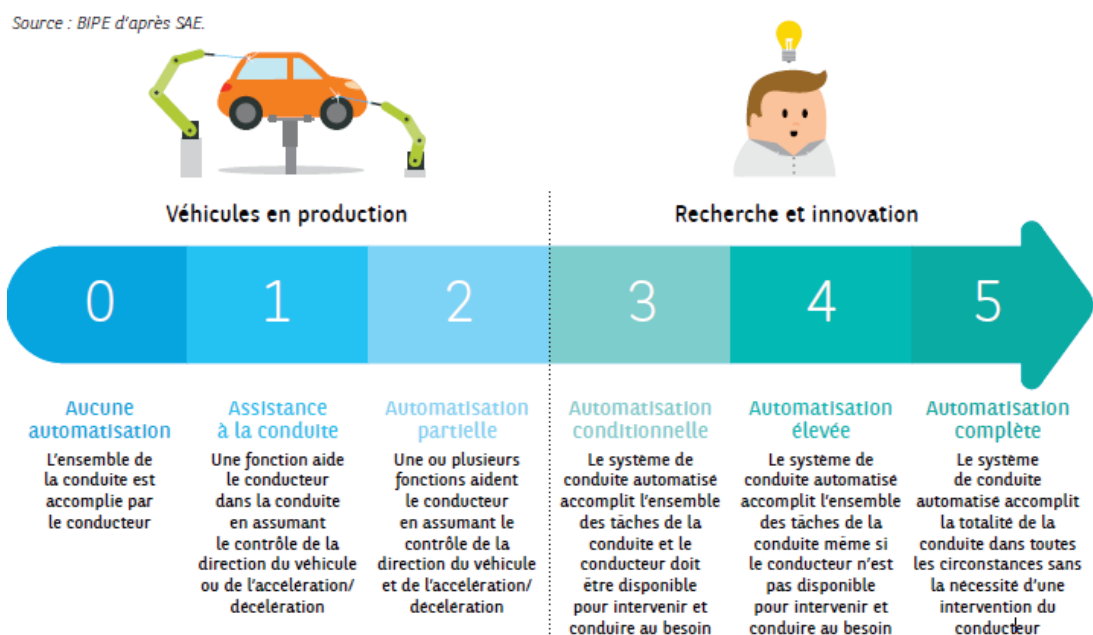 Source : BIPE d'après SAE.
Véhicules en production
Recherche et innovation
0
1
2
3
4
5
Aucune
automatisation
L'ensemble de
la conduite est
accomplie par
le conducteur
Assistance
à la conduite
Une fonction aide
le conducteur
dans la conduite
en assumant
le contrôle de la
direction du véhicule
ou de l'accélération/
décélération
Automatisation
partielle
Une ou plusieurs
fonctions aident
le conducteur
en assumant le
contrôle de la
direction du véhicule
et de l'accélération/
décélération
Automatisation
conditionnelle
Le système de
conduite automatisé
accomplit l'ensemble
des tâches de la
conduite et le
conducteur doit
être disponible
pour intervenir et
conduire au besoin
Automatisation
élevée
Le système de
conduite automatisé
accomplit l'ensemble
des tâches de la
conduite même si
le conducteur n'est
pas disponible
pour intervenir et
conduire au besoin
Automatisation
complète
Le système
de conduite
automatisé accomplit
la totalité de la
conduite dans toutes
les circonstances sans
la nécessité d'une
intervention du
conducteur